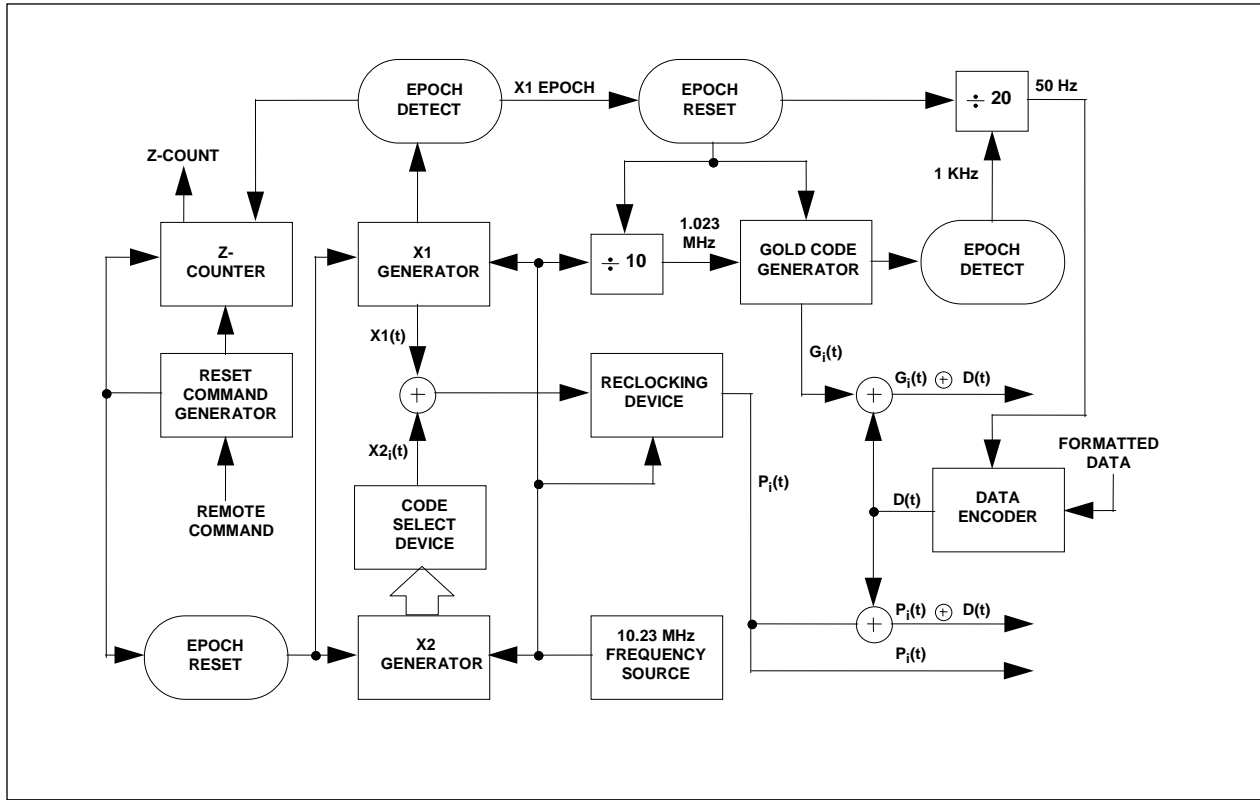 EPOCH
DETECT
X1 EPOCH
EPOCH
RESET
÷ 20
50 Hz
Z-COUNT
1 KHz
Z-
COUNTER
X1
GENERATOR
÷ 10
1.023
MHz
GOLD CODE
GENERATOR
EPOCH
DETECT
X1(t)
Gi(t)
RESET
COMMAND
GENERATOR
+
RECLOCKING
DEVICE
+
Gi(t) ⊕ D(t)
X2i(t)
FORMATTED
DATA
REMOTE
COMMAND
CODE
SELECT
DEVICE
Pi(t)
D(t)
DATA
ENCODER
EPOCH
RESET
X2
GENERATOR
10.23 MHz
FREQUENCY
SOURCE
+
Pi(t) ⊕ D(t)
Pi(t)